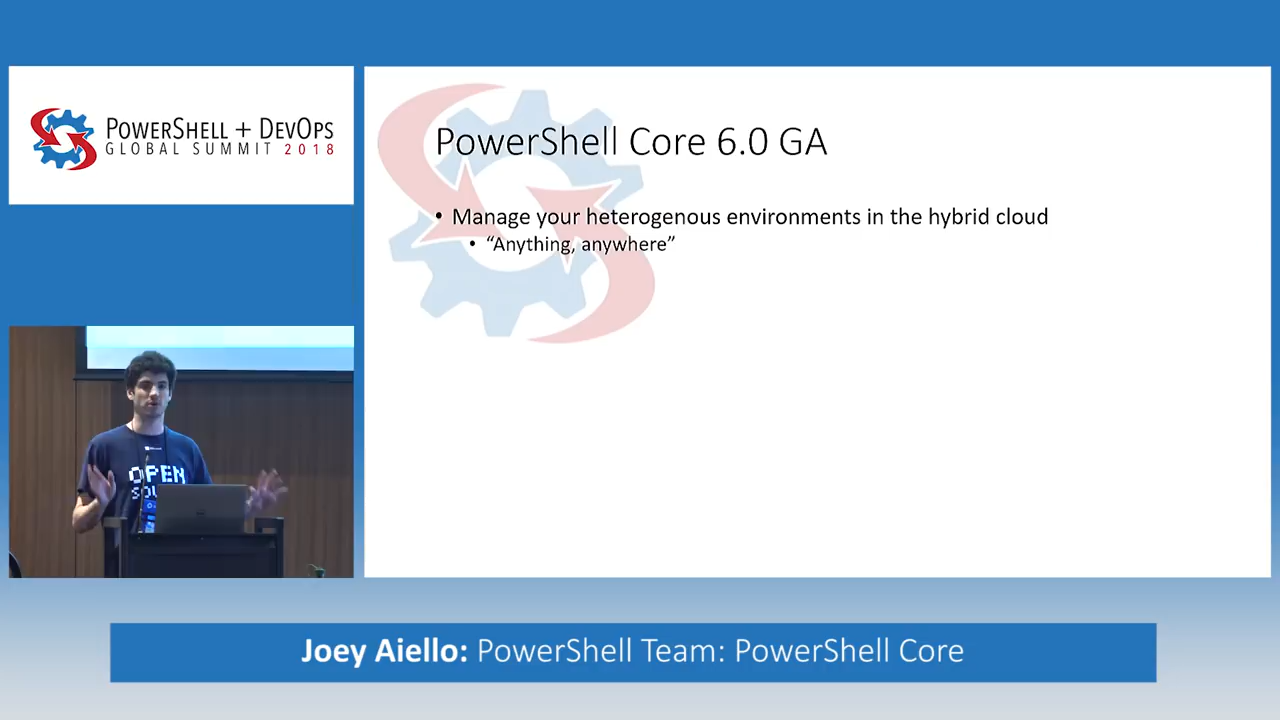 POWERSHELL + DEVOPS
GLOBAL SUMMIT 2018
PowerShell Core 6.0 GA
• Manage your heterogenous environments in the hybrid cloud
• “Anything, anywhere”
OPEN
Joey Aiello: PowerShell Team: PowerShell Core